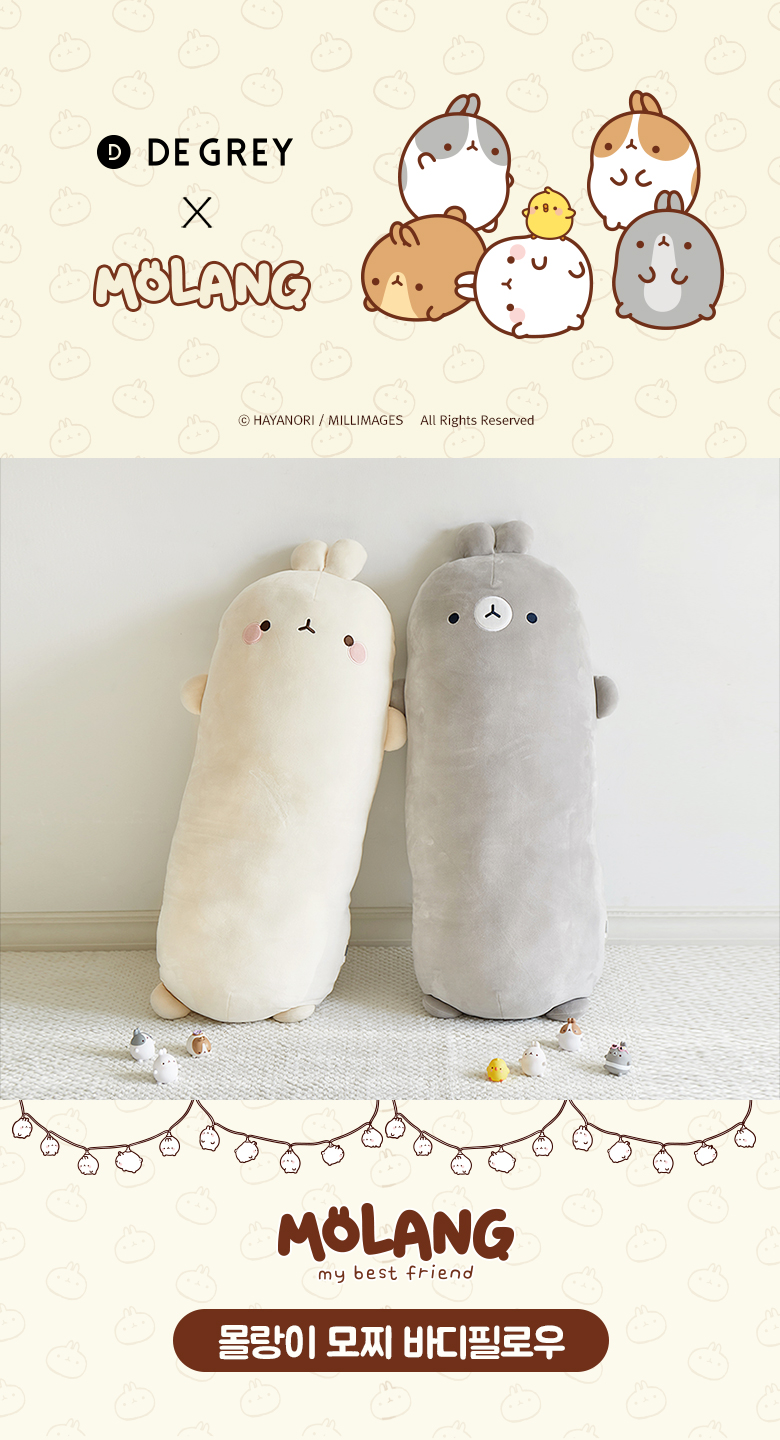 D DE GREY
X
MOLANG
ⓒ HAYANORI / MILLIMAGES All Rights Reserved
MOLANG
my best friend
몰랑이 모찌 바디필로우